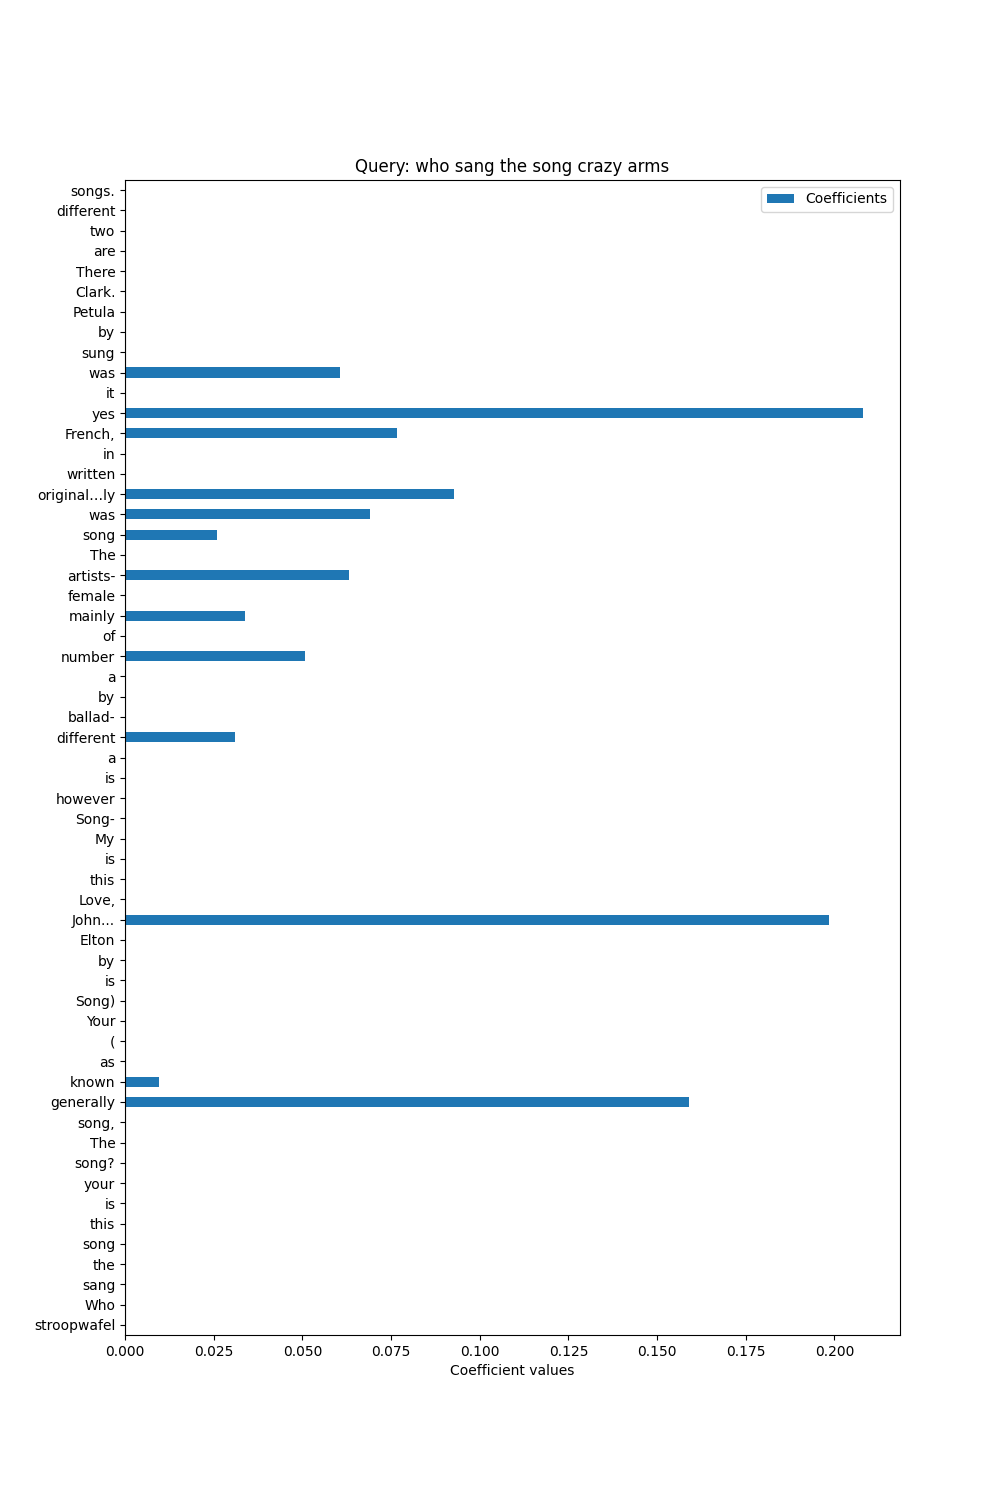 Query: who sang the song crazy arms
Coefficients
songs.
different
two
are
There
Clark.
Petula
by
sung
was
it
yes
French,
in
written
original...ly
was
song
The
artists-
female
mainly
of
number
a
by
ballad-
different
a
is
however
Song-
My
is
this
Love,
John...
Elton
by
is
Song)
Your
(
as
known
generally
song,
The
song?
your
is
this
song
the
sang
Who
stroopwafel
0.000 0.025 0.050 0.075 0.100 0.125 0.150 0.175 0.200
Coefficient values